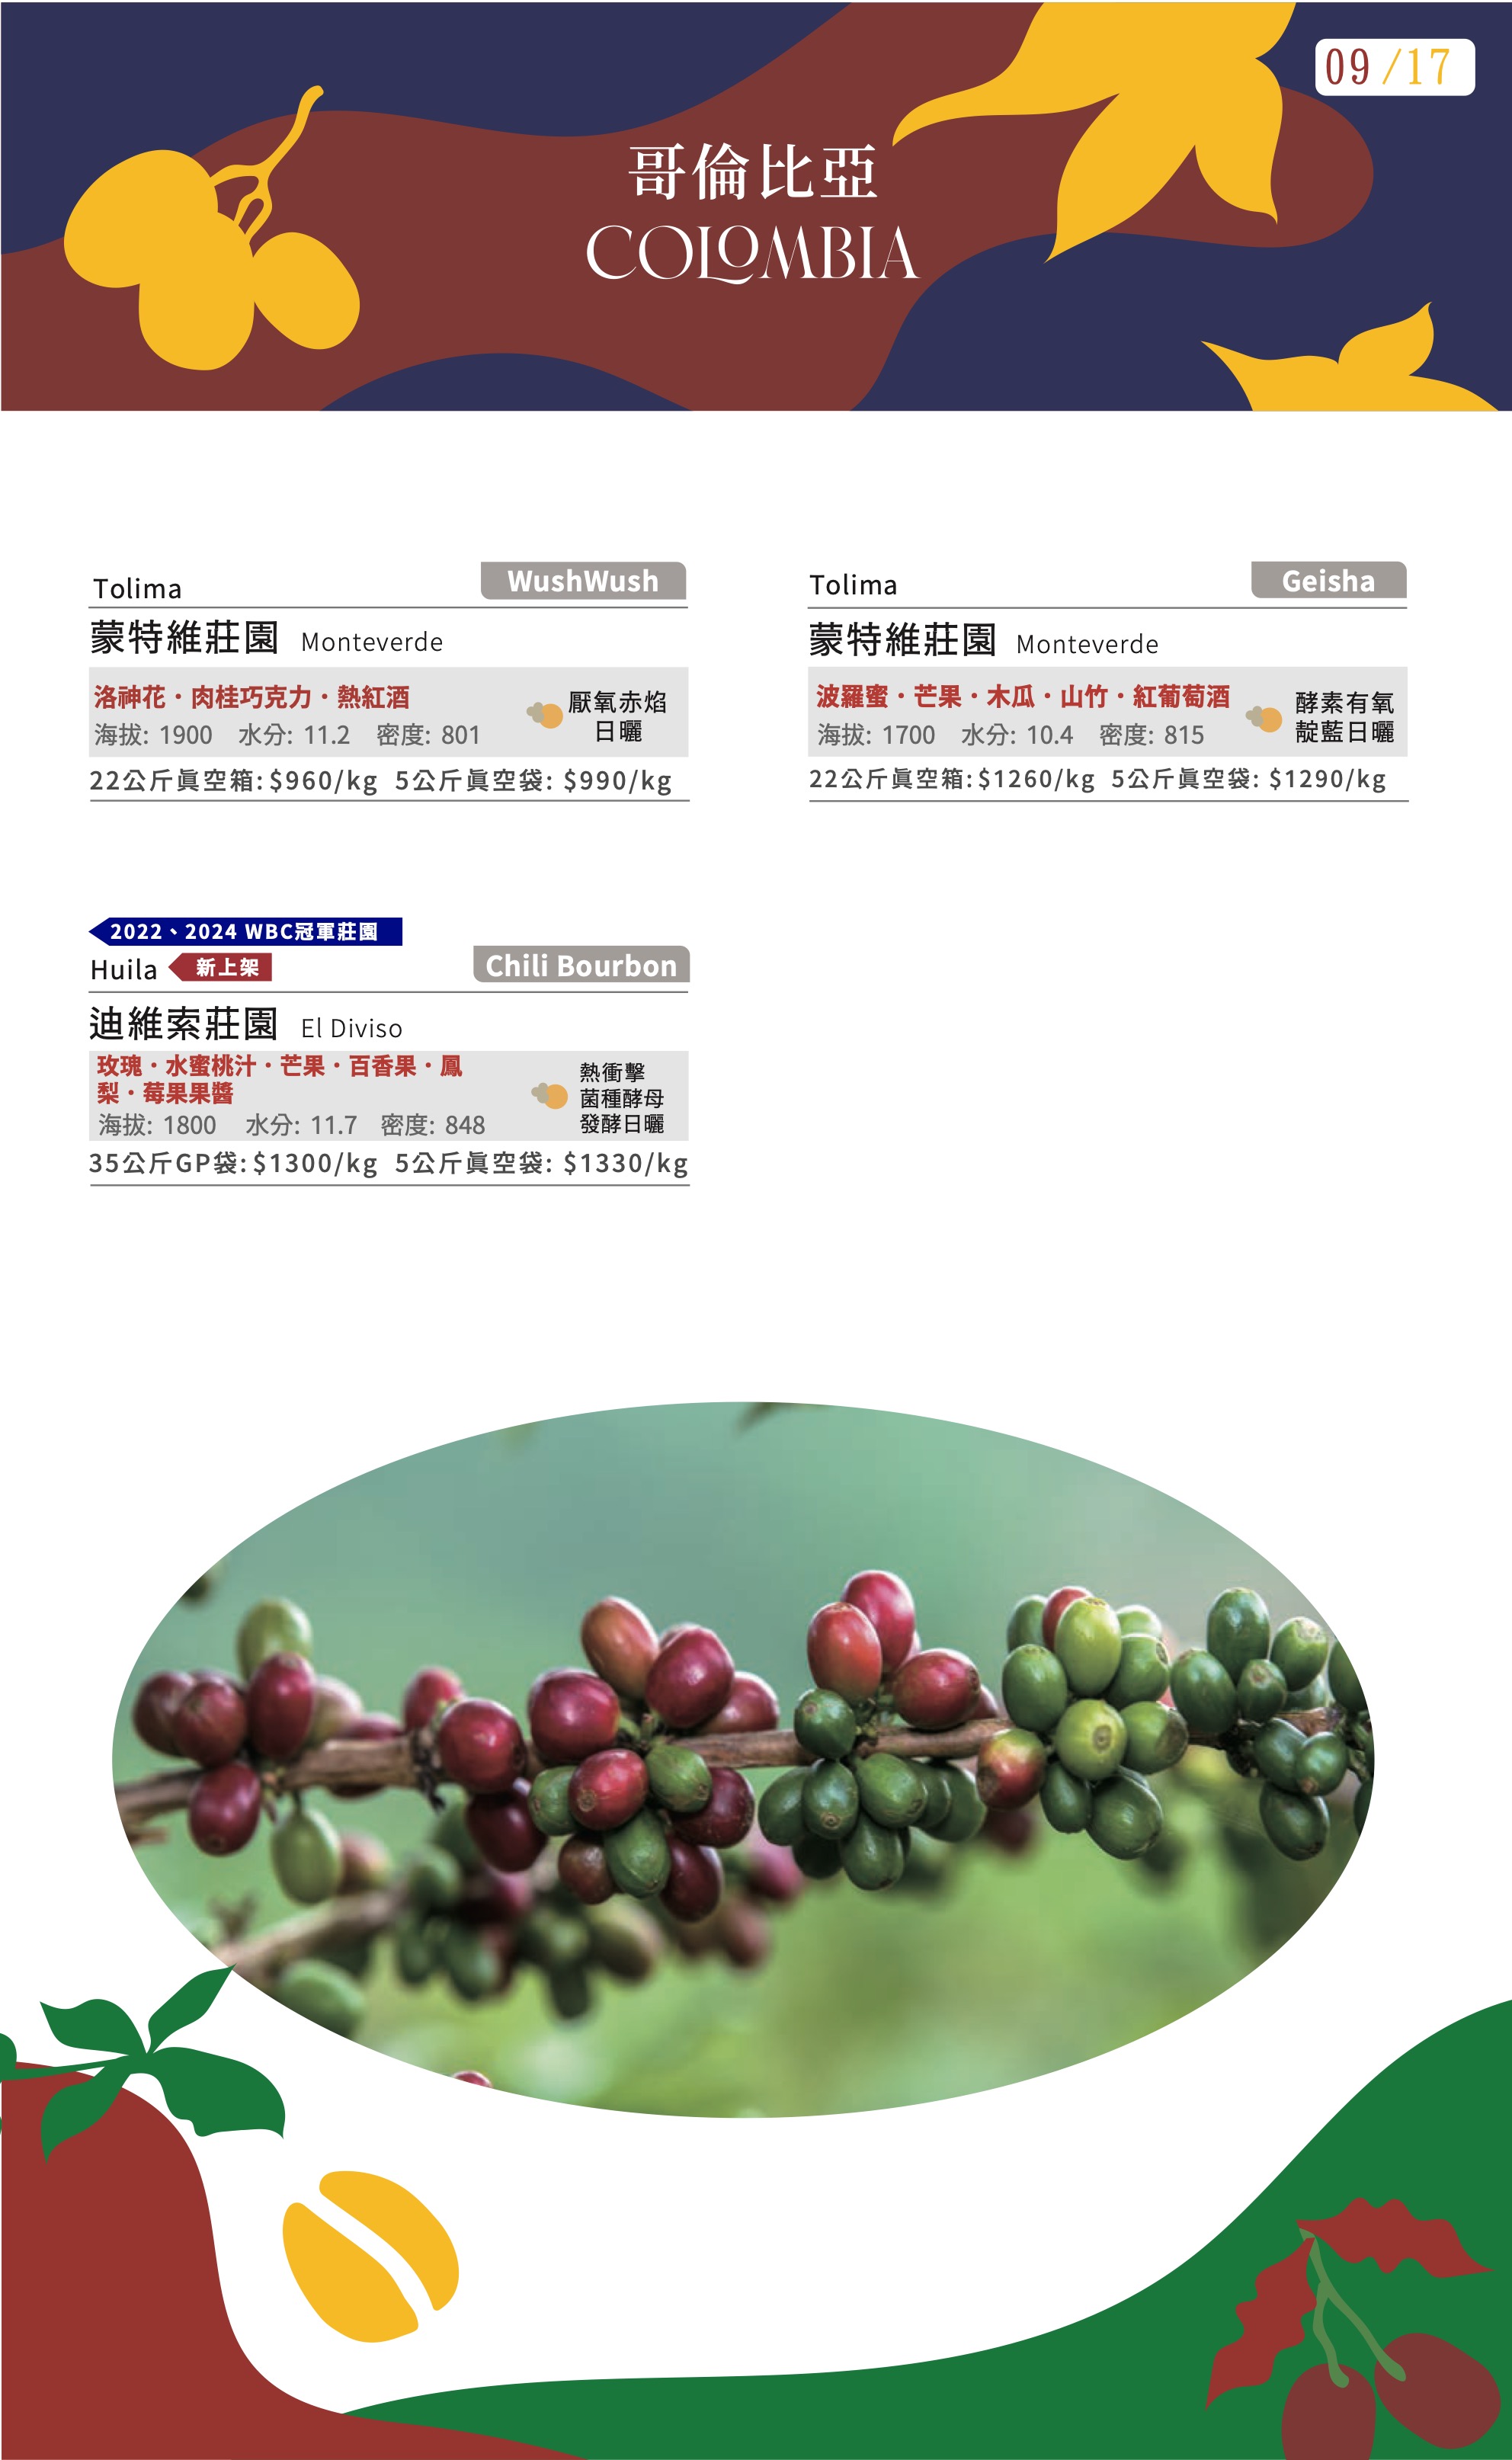 09/17
哥倫比亞
COLOMBIA
Tolima WushWush
蒙特維莊園 Monteverde
洛神花・肉桂巧克力・熱紅酒
厭氧赤焰
日曬
海拔: 1900 水分: 11.2 密度: 801
22公斤真空箱: $960/kg 5公斤真空袋: $990/kg
Tolima Geisha
蒙特維莊園 Monteverde
波羅蜜・芒果・木瓜・山竹・紅葡萄酒
酵素有氧
靛藍日曬
海拔: 1700 水分: 10.4 密度: 815
22公斤真空箱: $1260/kg 5公斤真空袋: $1290/kg
2022、2024 WBC冠軍莊園
Huila 新上架 Chili Bourbon
迪維索莊園 El Diviso
玫瑰・水蜜桃汁・芒果・百香果・鳳
梨・莓果果醬
熱衝擊
菌種酵母
發酵日曬
海拔: 1800 水分: 11.7 密度: 848
35公斤GP袋: $1300/kg 5公斤真空袋: $1330/kg